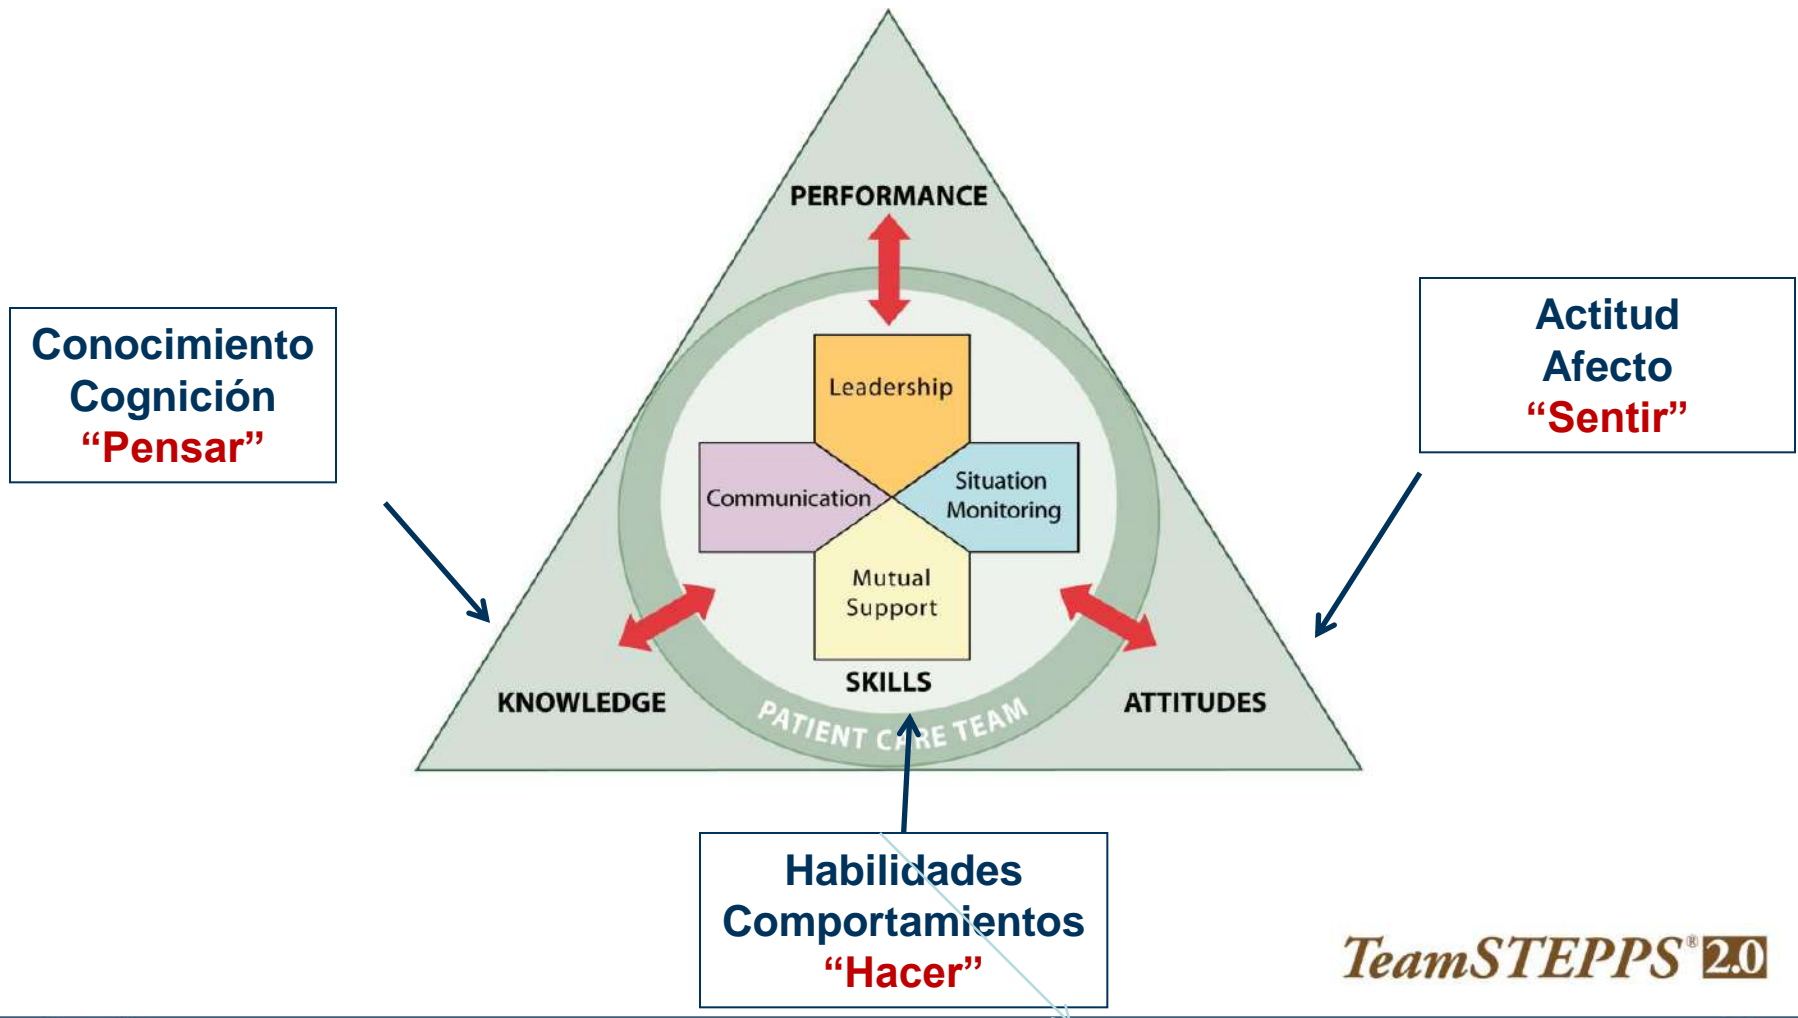 PERFORMANCE
Conocimiento
Cognición
“Pensar”
Actitud
Afecto
“Sentir”
Leadership
Communication
Situation
Monitoring
Mutual
Support
SKILLS
KNOWLEDGE
ATTITUDES
PATIENT CARE TEAM
Habilidades
Comportamientos
“Hacer”
TeamSTEPPS® 2.0